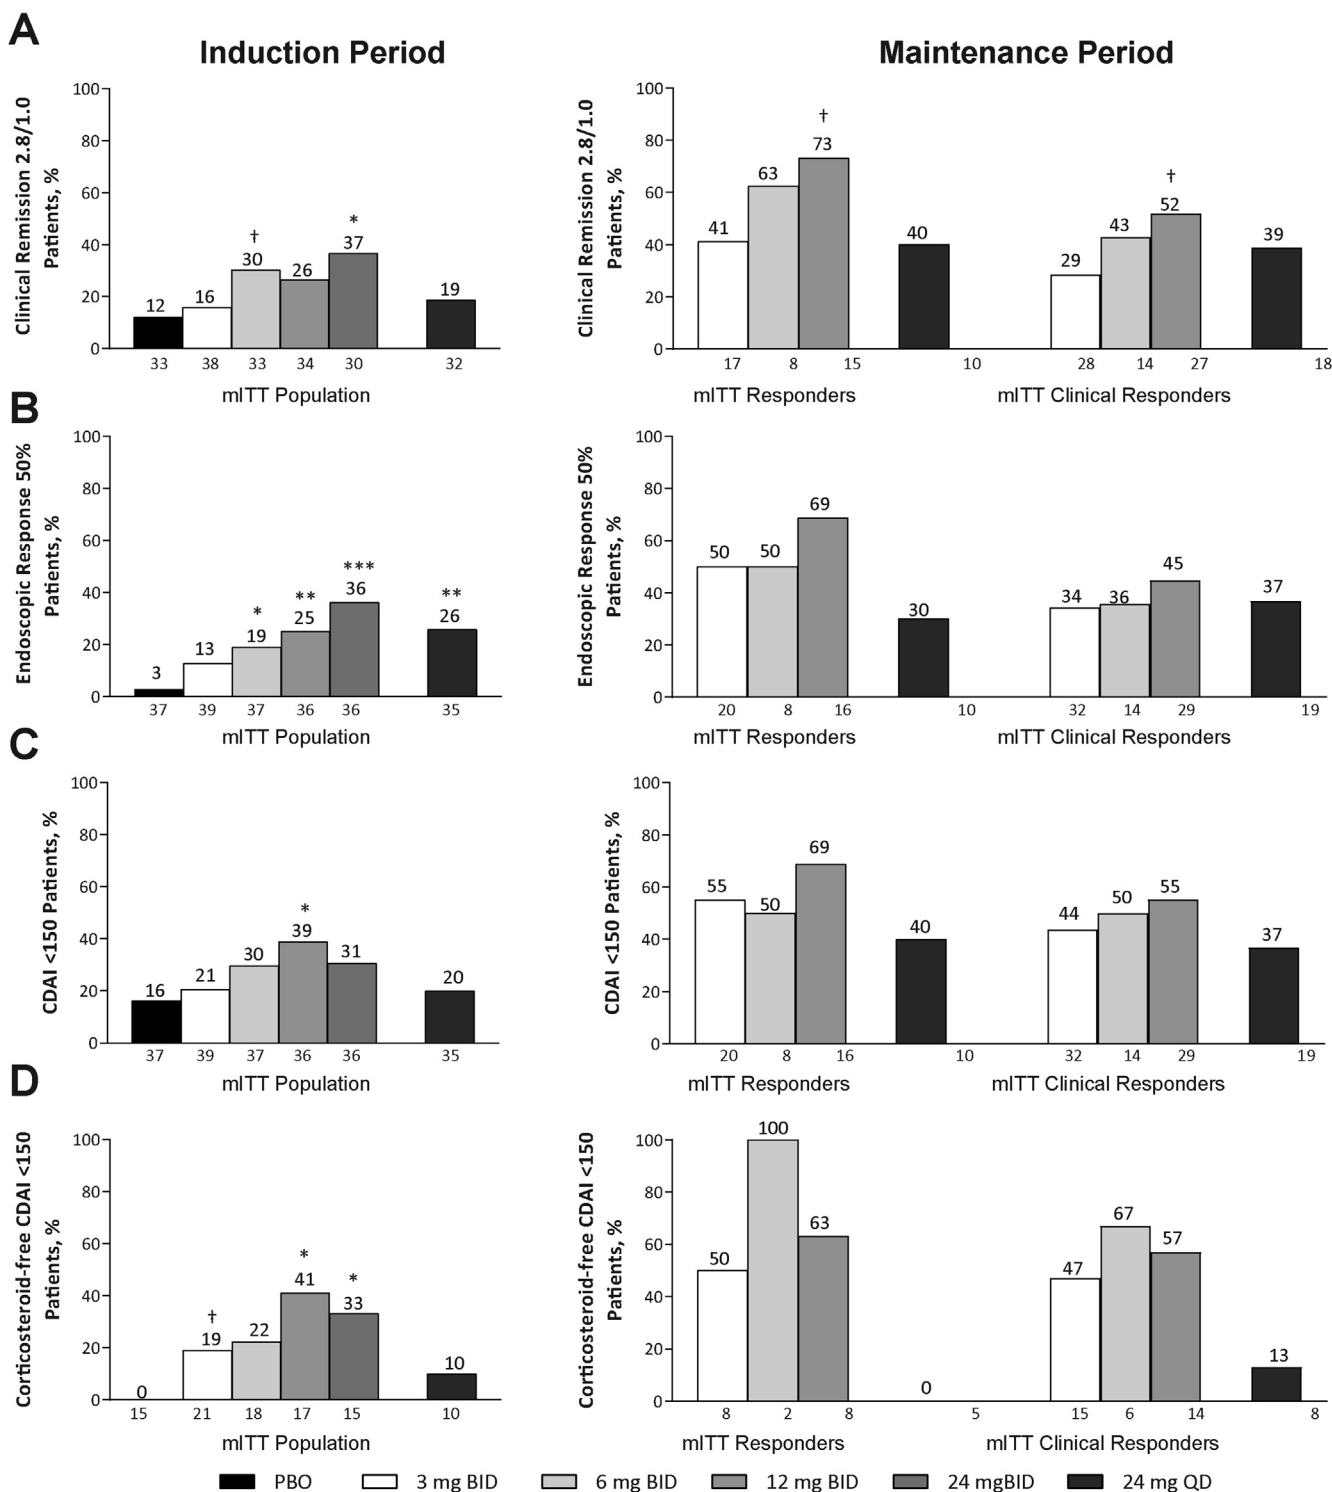 A
Induction Period
Maintenance Period
Clinical Remission 2.8/1.0
Patients, %
100
80
60
40
20
0
12
16
†
30
26
*
37
19
33 38 33 34 30 32
mITT Population
Clinical Remission 2.8/1.0
Patients, %
100
80
60
40
20
0
41
63
†
73
40
29
43
†
52
39
17 8 15 10 28 14 27 18
mITT Responders
mITT Clinical Responders
B
Endoscopic Response 50%
Patients, %
100
80
60
40
20
0
3
13
*
19
**
25
***
36
**
26
37 39 37 36 36 35
mITT Population
Endoscopic Response 50%
Patients, %
100
80
60
40
20
0
50
50
69
30
34
36
45
37
20 8 16 10 32 14 29 19
mITT Responders
mITT Clinical Responders
C
CDAI <150 Patients, %
100
80
60
40
20
0
16
21
30
*
39
31
20
37 39 37 36 36 35
mITT Population
CDAI <150 Patients, %
100
80
60
40
20
0
55
50
69
40
44
50
55
37
20 8 16 10 32 14 29 19
mITT Responders
mITT Clinical Responders
D
Corticosteroid-free CDAI <150
Patients, %
100
80
60
40
20
0
0
†
19
22
*
41
*
33
10
15 21 18 17 15 10
mITT Population
Corticosteroid-free CDAI <150
Patients, %
100
80
60
40
20
0
50
100
63
0
47
67
57
13
8 2 8 5 15 6 14 8
mITT Responders
mITT Clinical Responders
PBO 3 mg BID 6 mg BID 12 mg BID 24 mgBID 24 mg QD